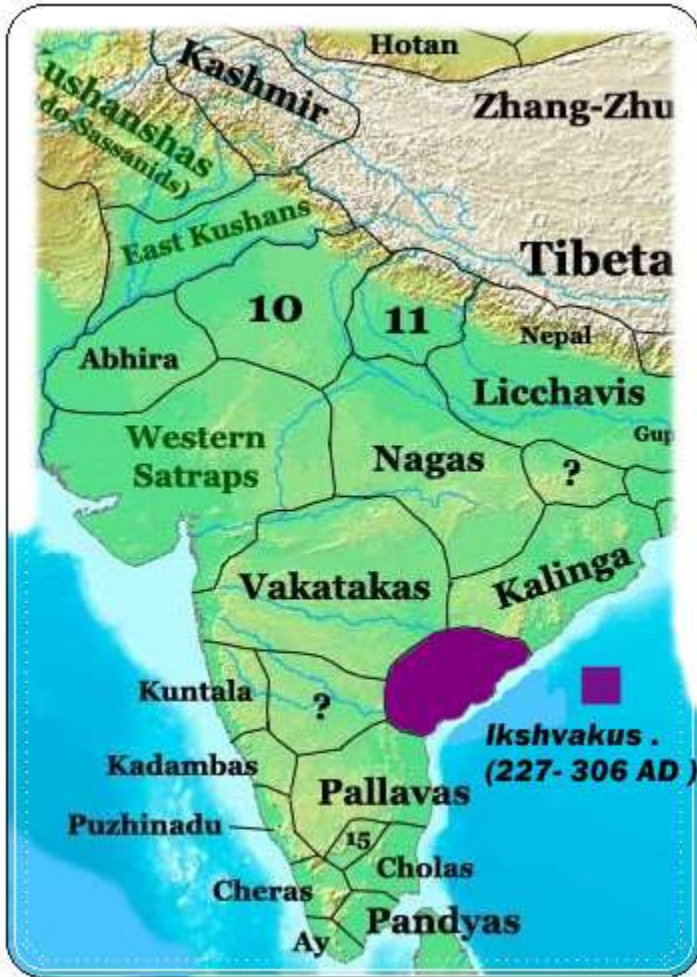 Hotan
Kashmir
Zhang-Zhu
ushanshas
do-Sassanids)
East Kushans
Tibeta
10
11
Nepal
Abhira
Licchavis
Western
Satraps
Gup
Nagas
?
Vakatakas
Kalinga
Kuntala
?
Ikshvakus .
(227- 306 AD )
Kadambas
Pallavas
Puzhinadu
15
Cholas
Cheras
Pandyas
Ay